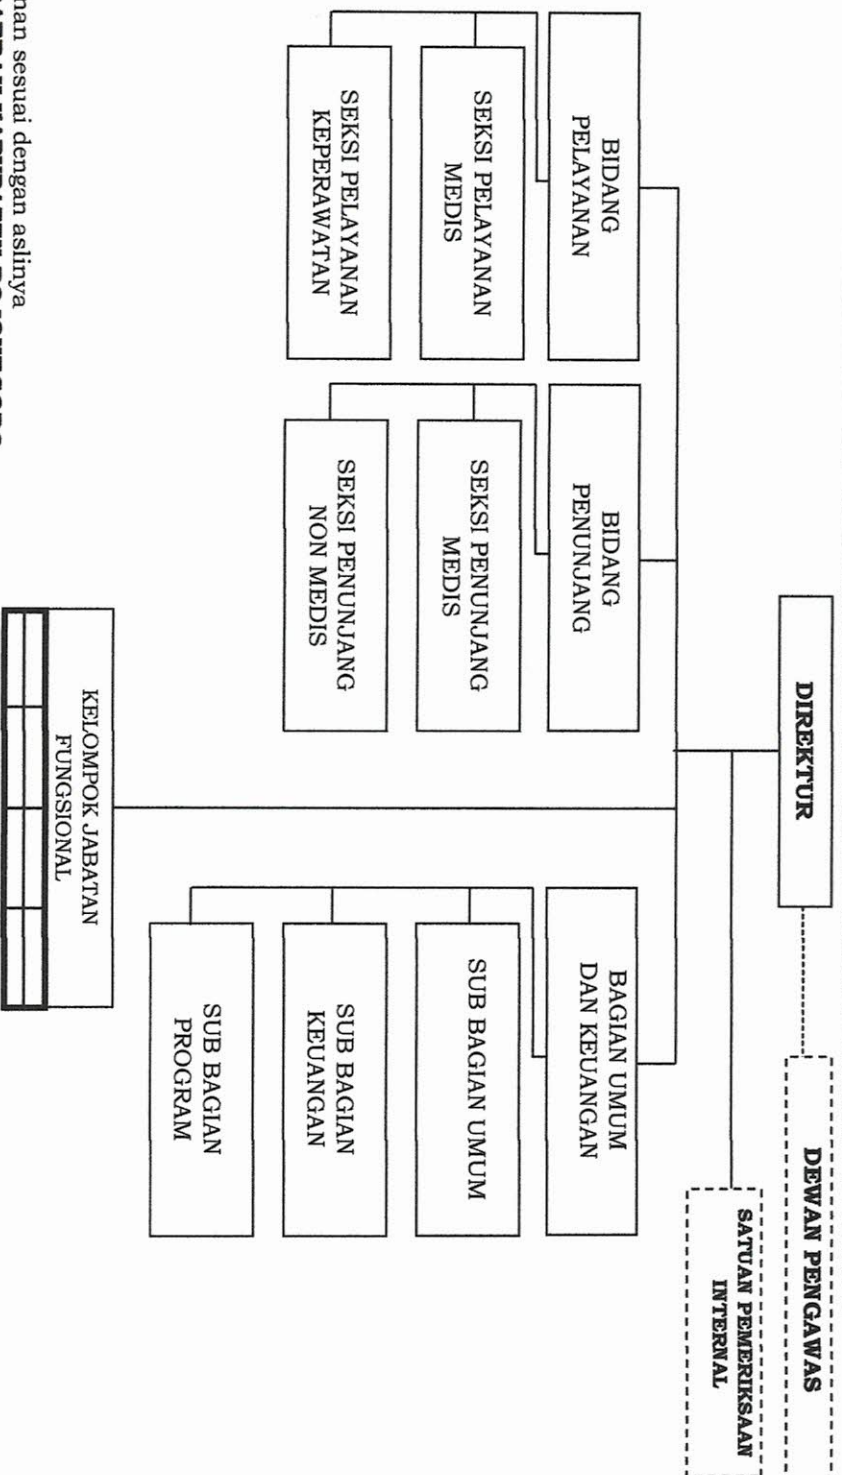 DIREKTUR
DEWAN PENGAWAS
SATUAN PEMERIKSAAN
INTERNAL
BIDANG
PELAYANAN
SEKSI PELAYANAN
MEDIS
SEKSI PELAYANAN
KEPERAWATAN
BIDANG
PENUNJANG
SEKSI PENUNJANG
MEDIS
SEKSI PENUNJANG
NON MEDIS
BAGIAN UMUM
DAN KEUANGAN
SUB BAGIAN UMUM
SUB BAGIAN
KEUANGAN
SUB BAGIAN
PROGRAM
KELOMPOK JABATAN
FUNGSIONAL
sesuai dengan aslinya